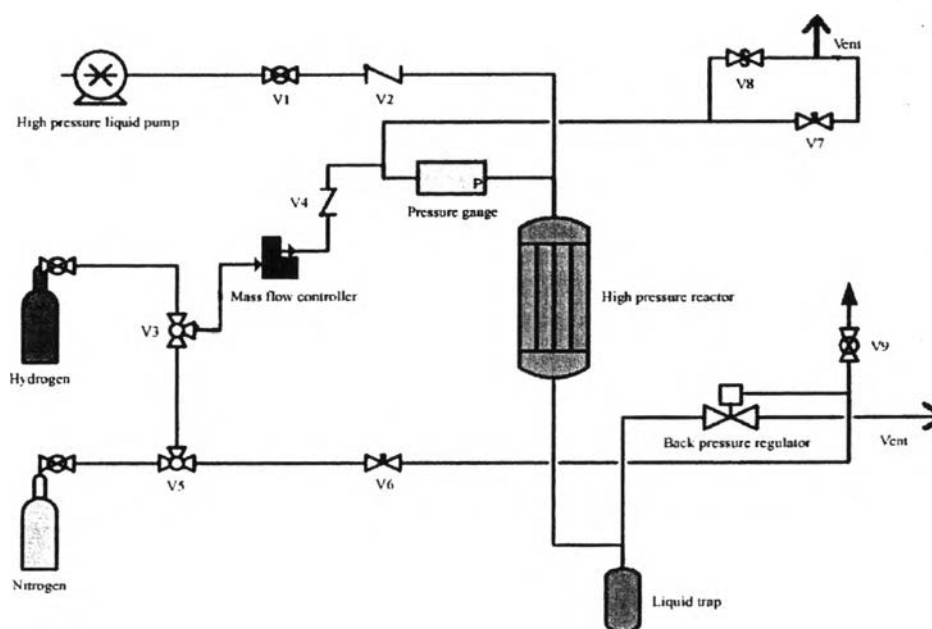 Vent
V8
V1
V2
High pressure liquid pump
V7
P
V4
Pressure gauge
Mass flow controller
High pressure reactor
V3
V9
Hydrogen
Back pressure regulator
Vent
V5
V6
Nitrogen
Liquid trap